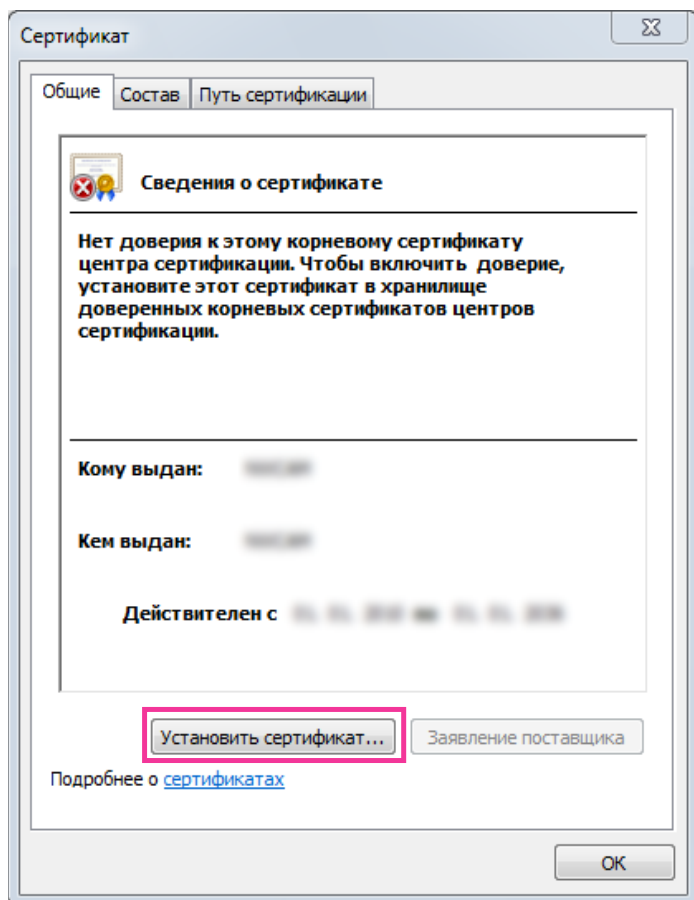 Сертификат
Общие
Состав
Путь сертификации
Сведения о сертификате
Нет доверия к этому корневому сертификату
центра сертификации. Чтобы включить доверие,
установите этот сертификат в хранилище
доверенных корневых сертификатов центров
сертификации.
Кому выдан:
Кем выдан:
Действителен с
Установить сертификат...
Заявление поставщика
Подробнее о сертификатах
ОК